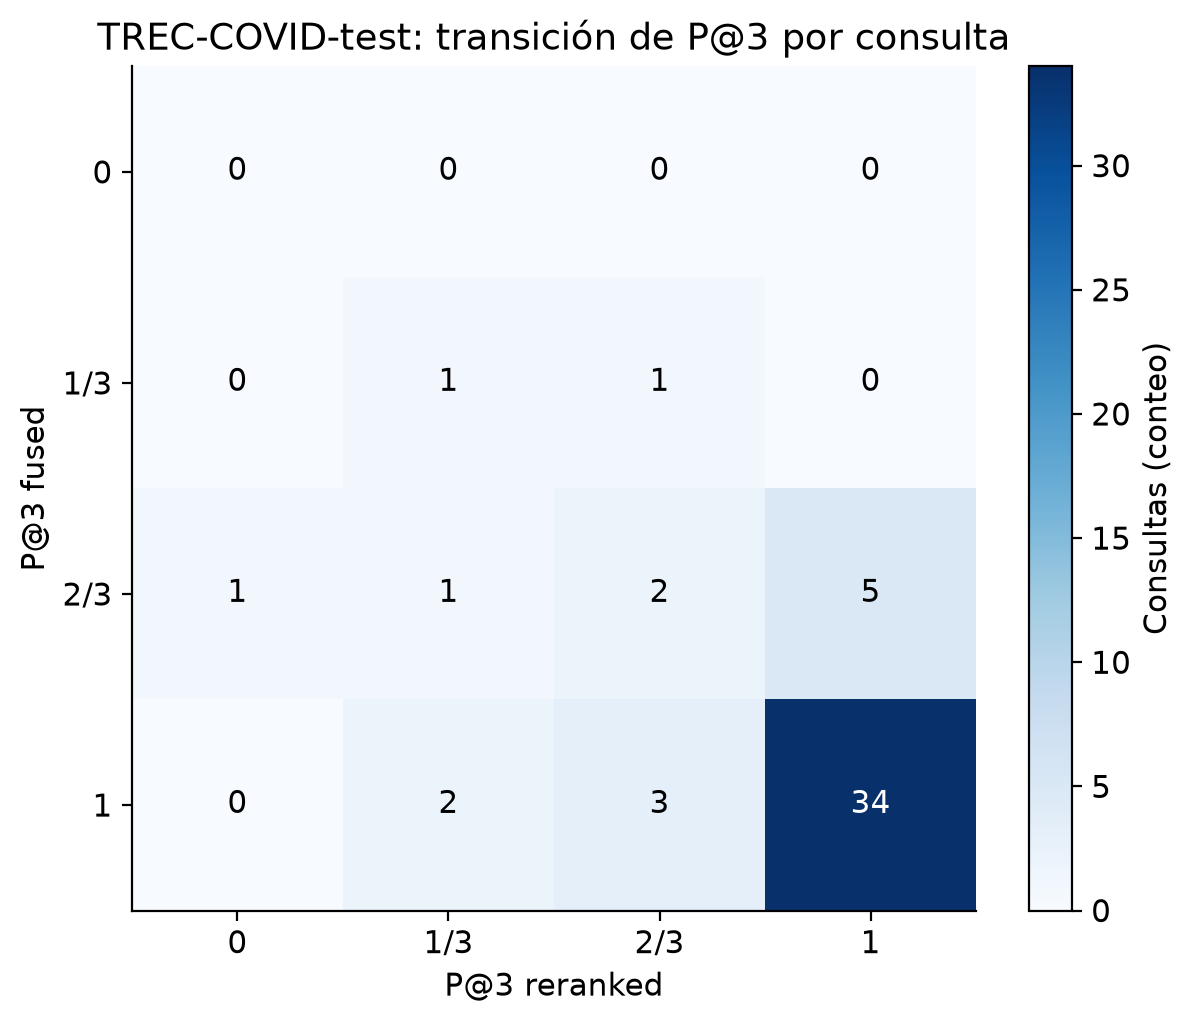 TREC-COVID-test: transición de P@3 por consulta
P@3 fused
0 0 0 0 0
1/3 0 1 1 0
2/3 1 1 2 5
1 0 2 3 34
0 1/3 2/3 1
P@3 reranked
30
25
20
15
10
5
0
Consultas (conteo)